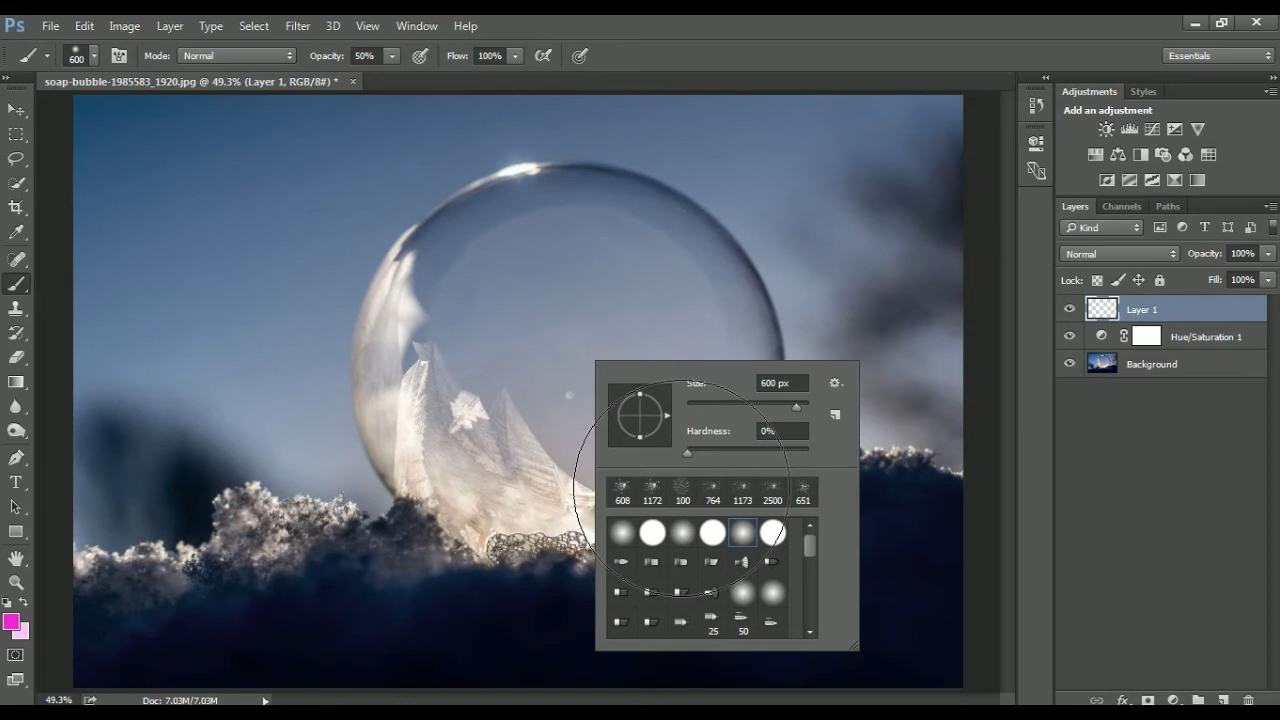 Ps File Edit Image Layer Type Select Filter 3D View Window Help
600 Mode: Normal Opacity: 50% Flow: 100% Essentials
soap-bubble-1985583_1920.jpg @ 49.3% (Layer 1, RGB/8#) *
Adjustments Styles
Add an adjustment
Layers Channels Paths
Kind
Normal Opacity: 100%
Lock: Fill: 100%
Layer 1
Hue/Saturation 1
Background
Size: 600 px
Hardness: 0%
608 1172 100 764 1173 2500 651
25 50
T
49.3% Doc: 7.03M/7.03M
fx